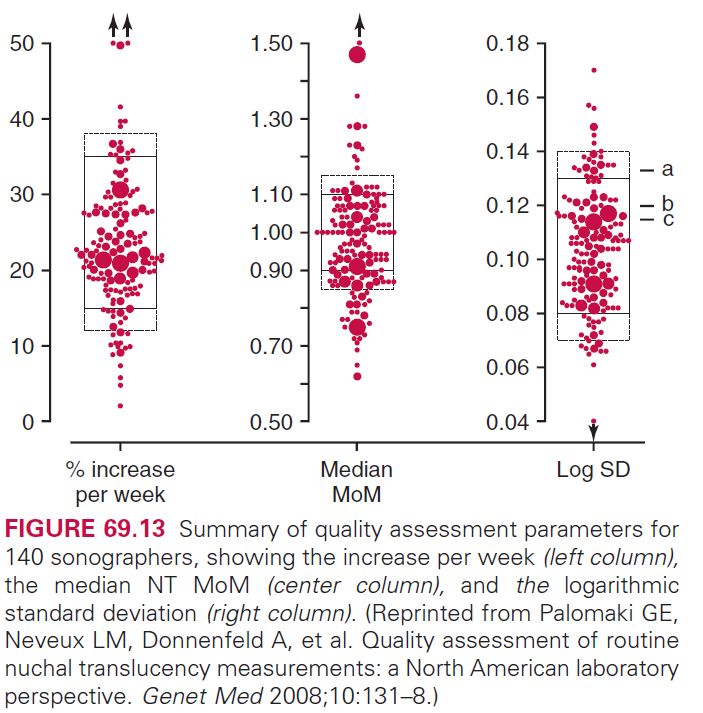 50
40
30
20
10
0
1.50
1.30
1.10
1.00
0.90
0.70
0.50
0.18
0.16
0.14
0.12
0.10
0.08
0.06
0.04
a
b
c
% increase
per week
Median
MoM
Log SD
FIGURE 69.13 Summary of quality assessment parameters for
140 sonographers, showing the increase per week (left column),
the median NT MoM (center column), and the logarithmic
standard deviation (right column). (Reprinted from Palomaki GE,
Neveux LM, Donnenfeld A, et al. Quality assessment of routine
nuchal translucency measurements: a North American laboratory
perspective. Genet Med 2008;10:131–8.)